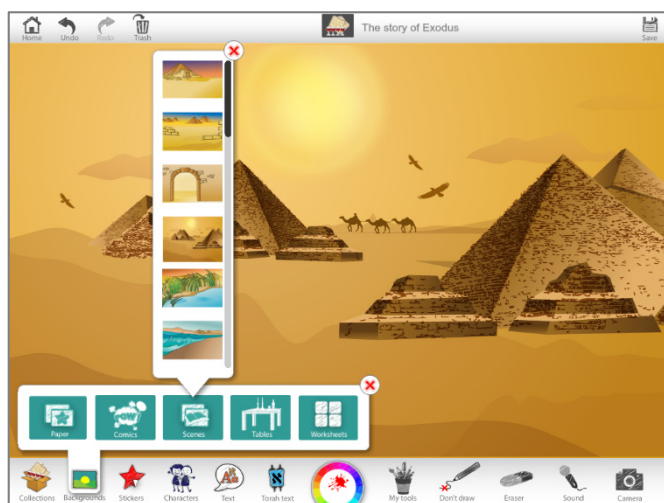 Home
Undo
Redo
Trash
The story of Exodus
Save
Paper
Comics
Scenes
Tables
Worksheets
Collections
Backgrounds
Stickers
Characters
Text
Torah text
My tools
Don't draw
Eraser
Sound
Camera